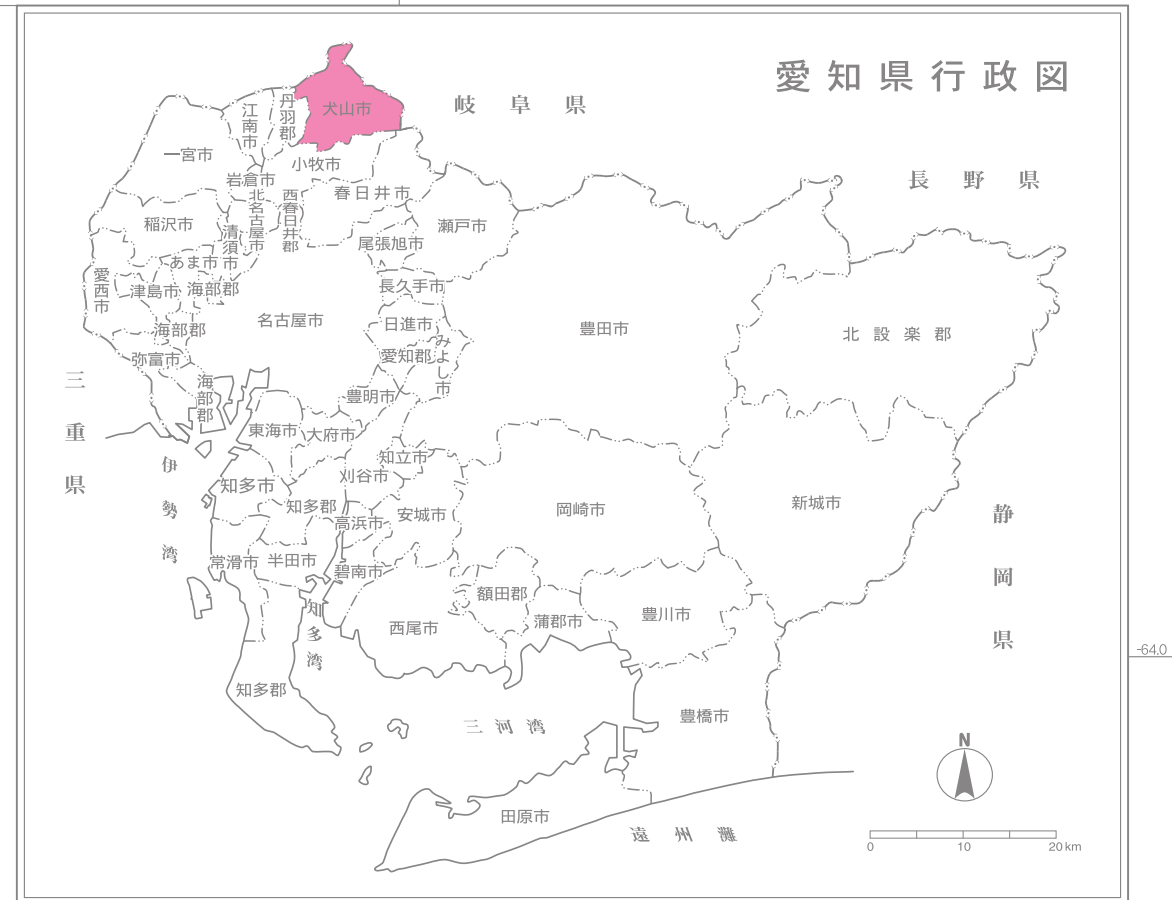 愛知県行政図
岐阜県
長野県
犬山市
丹羽郡
江南市
一宮市
小牧市
岩倉市
春日井市
北名古屋市
西春日井郡
稲沢市
清須市
瀬戸市
尾張旭市
あま市
愛西市
津島市
海部郡
長久手市
名古屋市
日進市
海部郡
みよし市
愛知郡
弥富市
豊田市
北設楽郡
海部郡
豊明市
三重県
東海市
大府市
知立市
刈谷市
伊勢湾
知多市
知多郡
高浜市
安城市
岡崎市
新城市
静岡県
常滑市
半田市
碧南市
額田郡
蒲郡市
豊川市
知多湾
西尾市
-64.0
知多郡
三河湾
豊橋市
N
田原市
遠州灘
0 10 20km